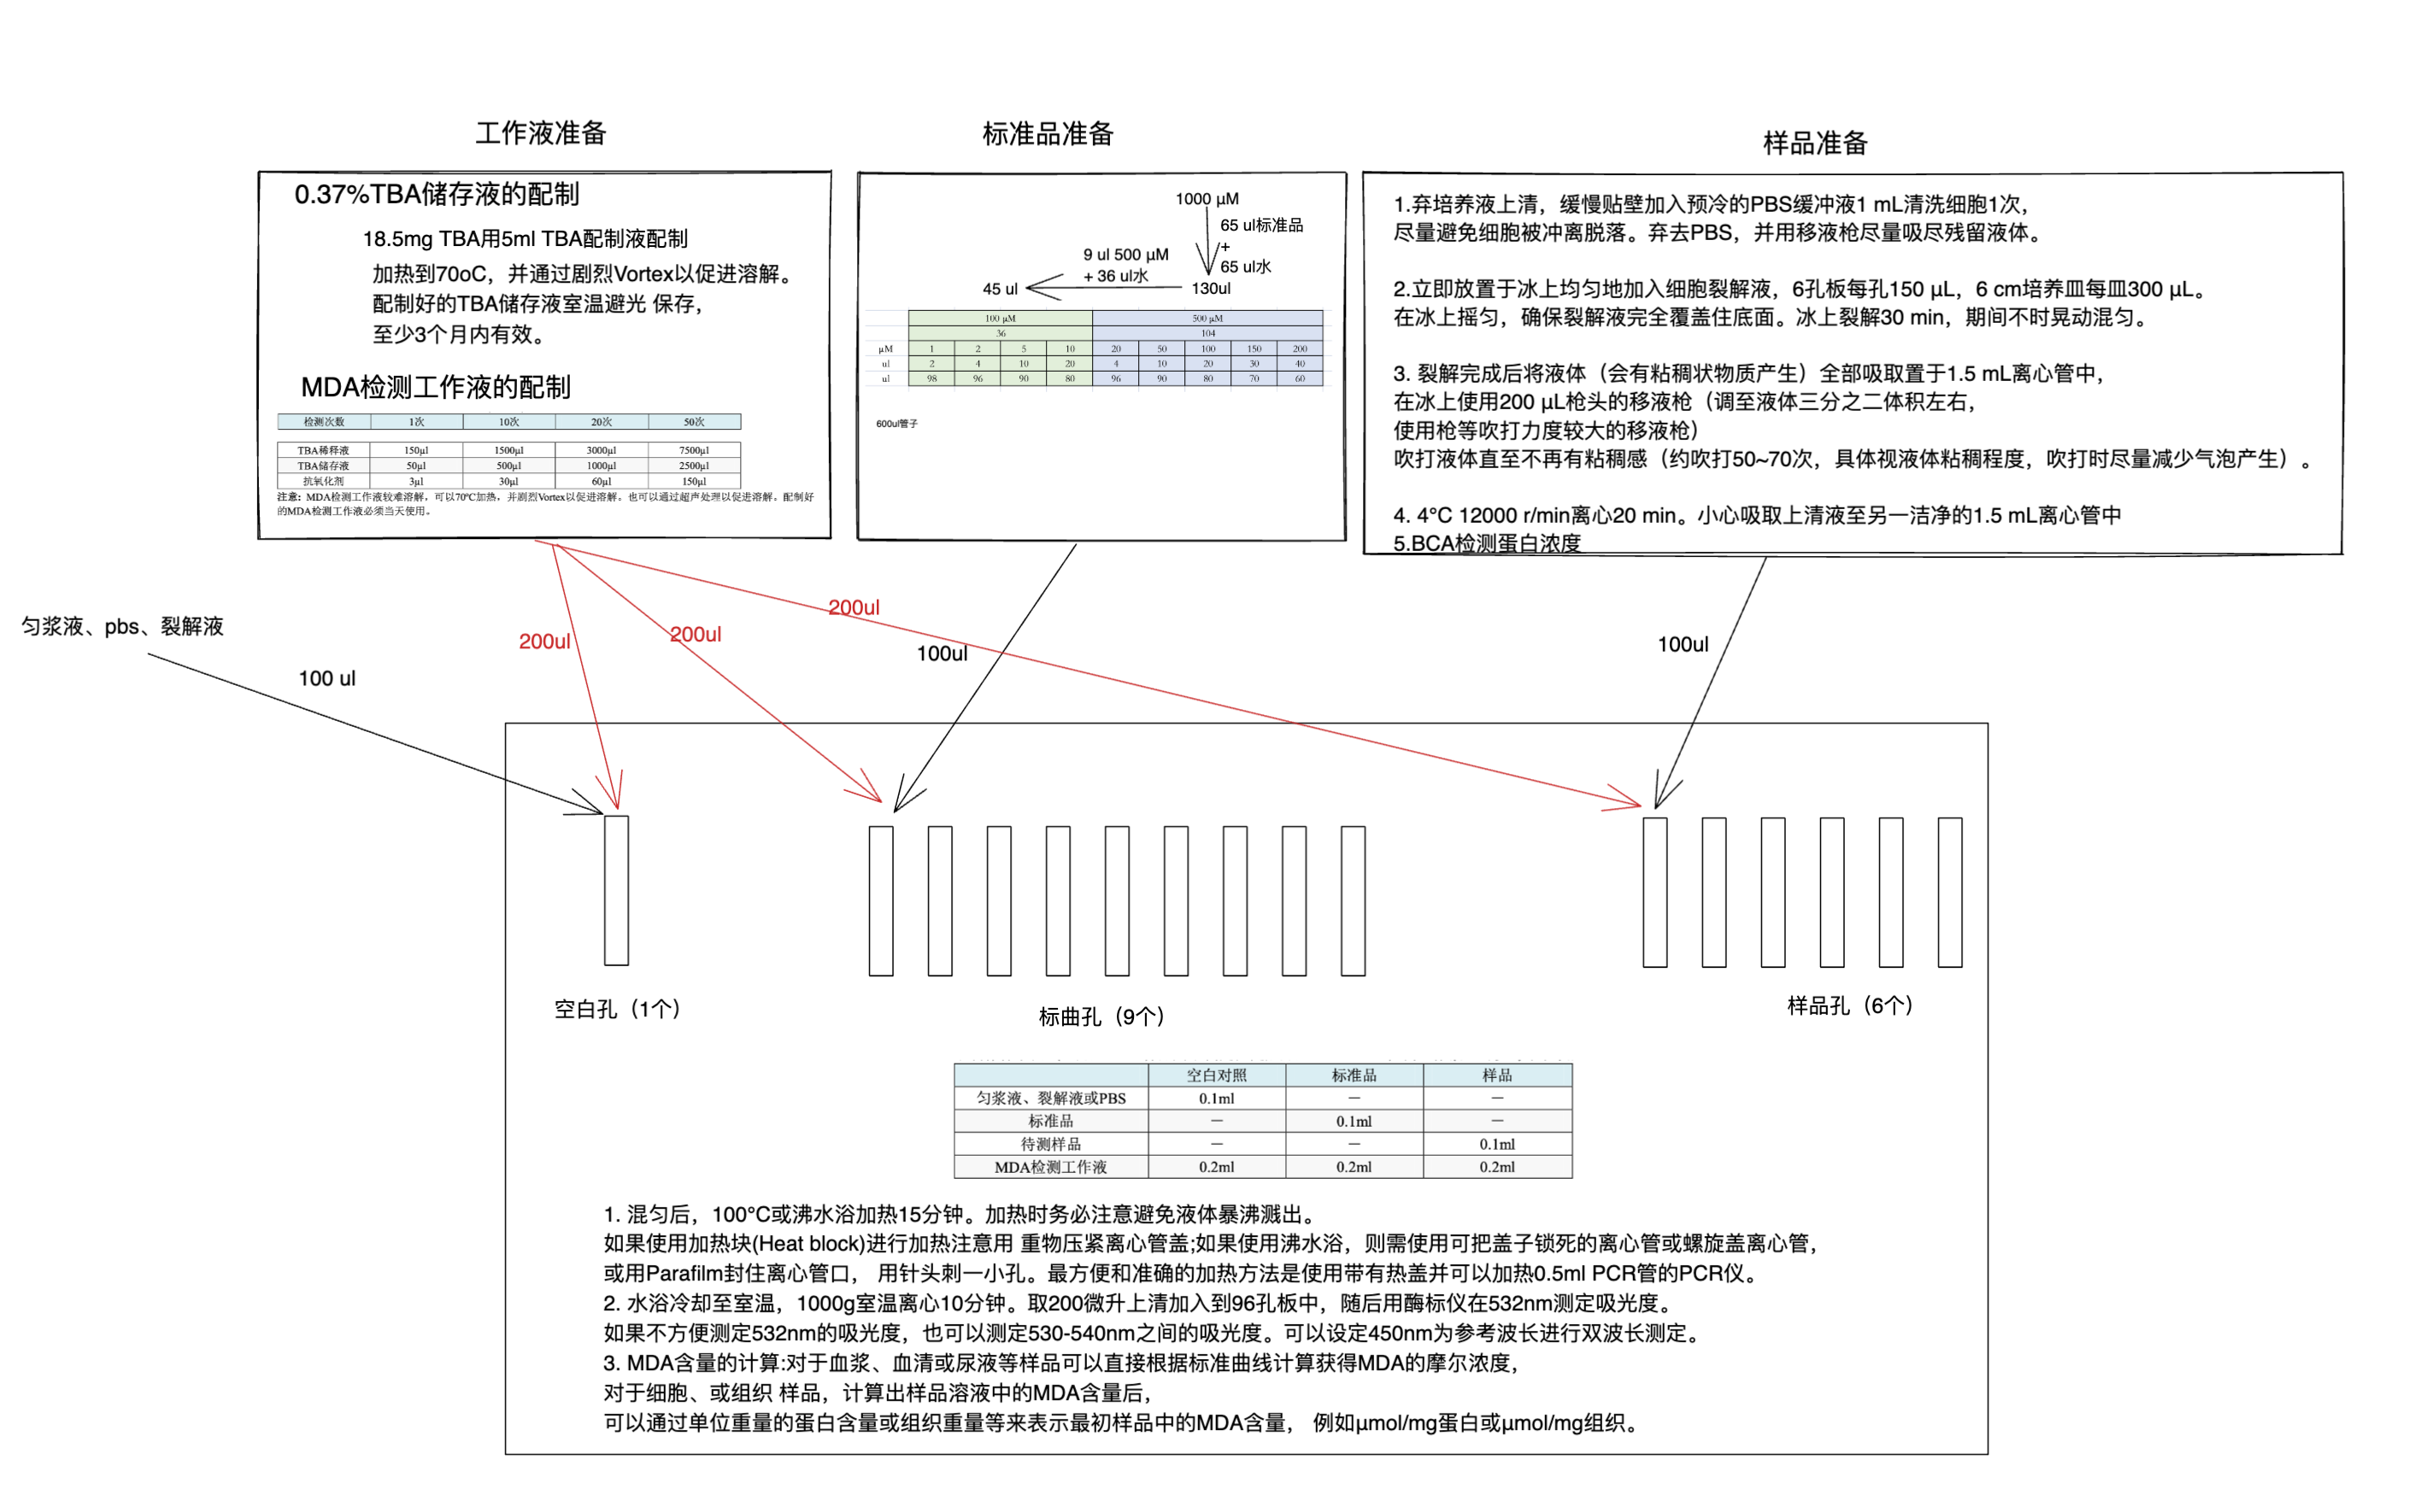 工作液准备
0.37%TBA储存液的配制
18.5mg TBA用5ml TBA配制液配制
加热到70oC，并通过剧烈Vortex以促进溶解。
配制好的TBA储存液室温避光 保存，
至少3个月内有效。
MDA检测工作液的配制
检测次数 1次 10次 20次 50次
TBA稀释液 150μl 1500μl 3000μl 7500μl
TBA储存液 50μl 500μl 1000μl 2500μl
抗氧化剂 3μl 30μl 60μl 150μl
注意：MDA检测工作液较难溶解，可以70ºC加热，并剧烈Vortex以促进溶解。也可以通过超声处理以促进溶解。配制好
的MDA检测工作液必须当天使用。
标准品准备
1000 μM
65 ul标准品
+
65 ul水
9 ul 500 μM
+ 36 ul水
45 ul
130ul
100 μM 500 μM
36 104
μM 1 2 5 10 20 50 100 150 200
ul 2 4 10 20 4 10 20 30 40
ul 98 96 90 80 96 90 80 70 60
600ul管子
样品准备
1.弃培养液上清，缓慢贴壁加入预冷的PBS缓冲液1 mL清洗细胞1次，
尽量避免细胞被冲离脱落。弃去PBS，并用移液枪尽量吸尽残留液体。
2.立即放置于冰上均匀地加入细胞裂解液，6孔板每孔150 μL，6 cm培养皿每皿300 μL。
在冰上摇匀，确保裂解液完全覆盖住底面。冰上裂解30 min，期间不时晃动混匀。
3. 裂解完成后将液体（会有粘稠状物质产生）全部吸取置于1.5 mL离心管中，
在冰上使用200 μL枪头的移液枪（调至液体三分之二体积左右，
使用枪等吹打力度较大的移液枪）
吹打液体直至不再有粘稠感（约吹打50~70次，具体视液体粘稠程度，吹打时尽量减少气泡产生）。
4. 4°C 12000 r/min离心20 min。小心吸取上清液至另一洁净的1.5 mL离心管中
5.BCA检测蛋白浓度
匀浆液、pbs、裂解液
100 ul
200ul
200ul
200ul
100ul
100ul
空白孔（1个）
标曲孔（9个）
样品孔（6个）
空白对照 标准品 样品
匀浆液、裂解液或PBS 0.1ml — —
标准品 — 0.1ml —
待测样品 — — 0.1ml
MDA检测工作液 0.2ml 0.2ml 0.2ml
1. 混匀后，100°C或沸水浴加热15分钟。加热时务必注意避免液体暴沸溅出。
如果使用加热块(Heat block)进行加热注意用 重物压紧离心管盖;如果使用沸水浴，则需使用可把盖子锁死的离心管或螺旋盖离心管，
或用Parafilm封住离心管口， 用针头刺一小孔。最方便和准确的加热方法是使用带有热盖并可以加热0.5ml PCR管的PCR仪。
2. 水浴冷却至室温，1000g室温离心10分钟。取200微升上清加入到96孔板中，随后用酶标仪在532nm测定吸光度。
如果不方便测定532nm的吸光度，也可以测定530-540nm之间的吸光度。可以设定450nm为参考波长进行双波长测定。
3. MDA含量的计算:对于血浆、血清或尿液等样品可以直接根据标准曲线计算获得MDA的摩尔浓度，
对于细胞、或组织 样品，计算出样品溶液中的MDA含量后，
可以通过单位重量的蛋白含量或组织重量等来表示最初样品中的MDA含量， 例如μmol/mg蛋白或μmol/mg组织。